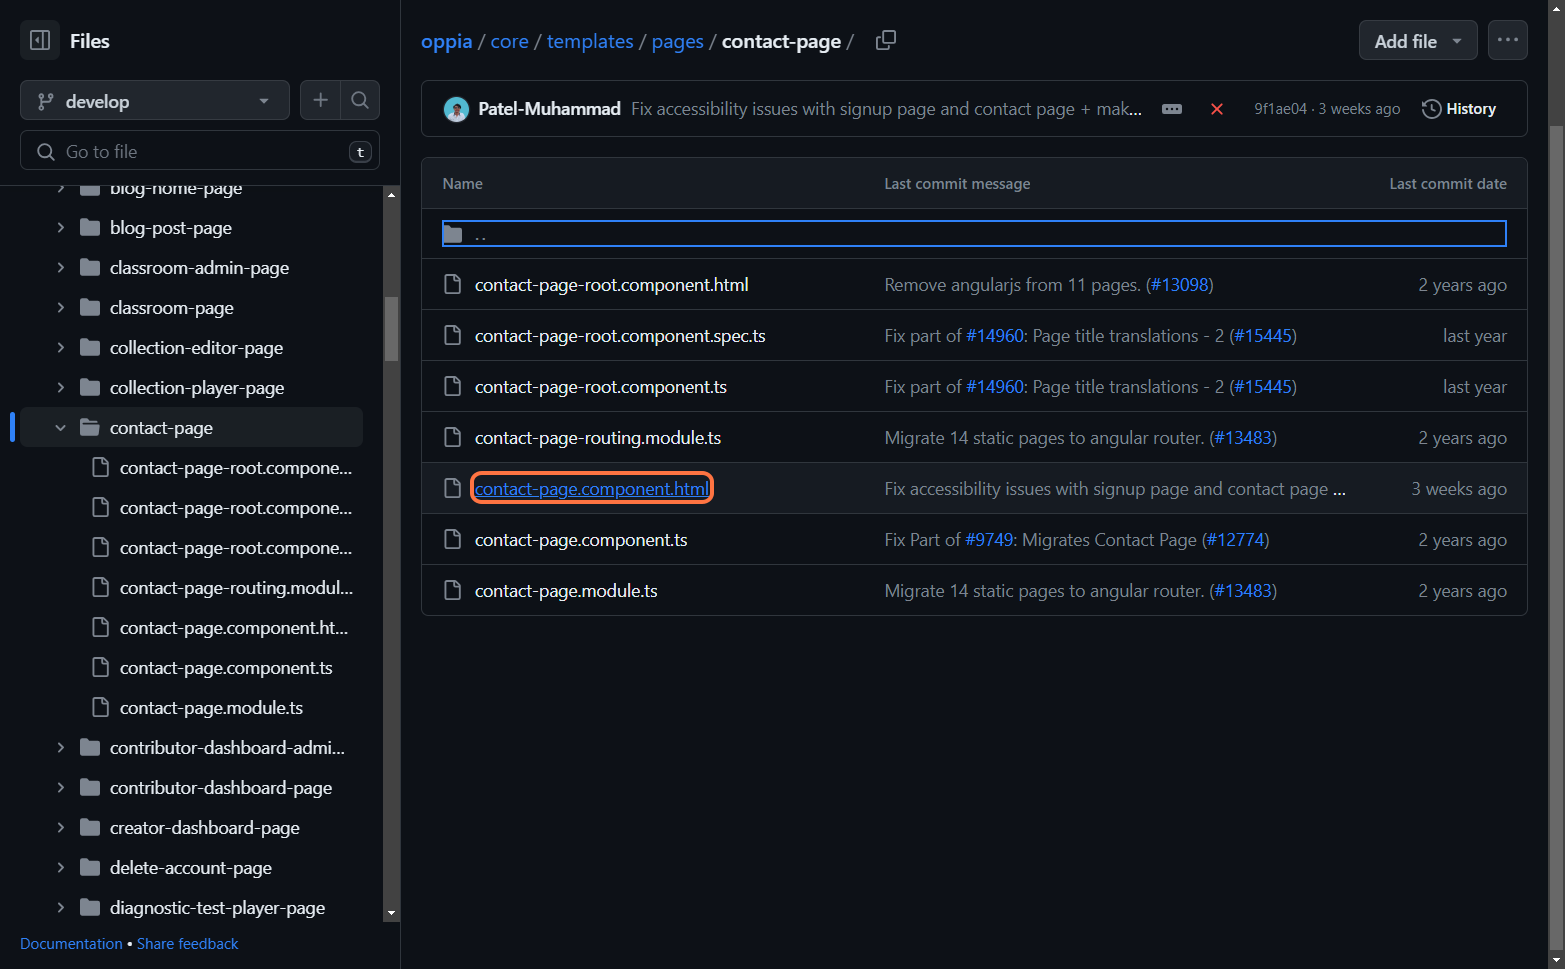 Files
develop
Go to file
t
blog-home-page
blog-post-page
classroom-admin-page
classroom-page
collection-editor-page
collection-player-page
contact-page
contact-page-root.compone...
contact-page-root.compone...
contact-page-root.compone...
contact-page-routing.modul...
contact-page.component.ht...
contact-page.component.ts
contact-page.module.ts
contributor-dashboard-admi...
contributor-dashboard-page
creator-dashboard-page
delete-account-page
diagnostic-test-player-page
Documentation • Share feedback
oppia / core / templates / pages / contact-page /
Add file
Patel-Muhammad Fix accessibility issues with signup page and contact page + mak... 9f1ae04 · 3 weeks ago History
Name Last commit message Last commit date
..
contact-page-root.component.html Remove angularjs from 11 pages. (#13098) 2 years ago
contact-page-root.component.spec.ts Fix part of #14960: Page title translations - 2 (#15445) last year
contact-page-root.component.ts Fix part of #14960: Page title translations - 2 (#15445) last year
contact-page-routing.module.ts Migrate 14 static pages to angular router. (#13483) 2 years ago
contact-page.component.html Fix accessibility issues with signup page and contact page ... 3 weeks ago
contact-page.component.ts Fix Part of #9749: Migrates Contact Page (#12774) 2 years ago
contact-page.module.ts Migrate 14 static pages to angular router. (#13483) 2 years ago